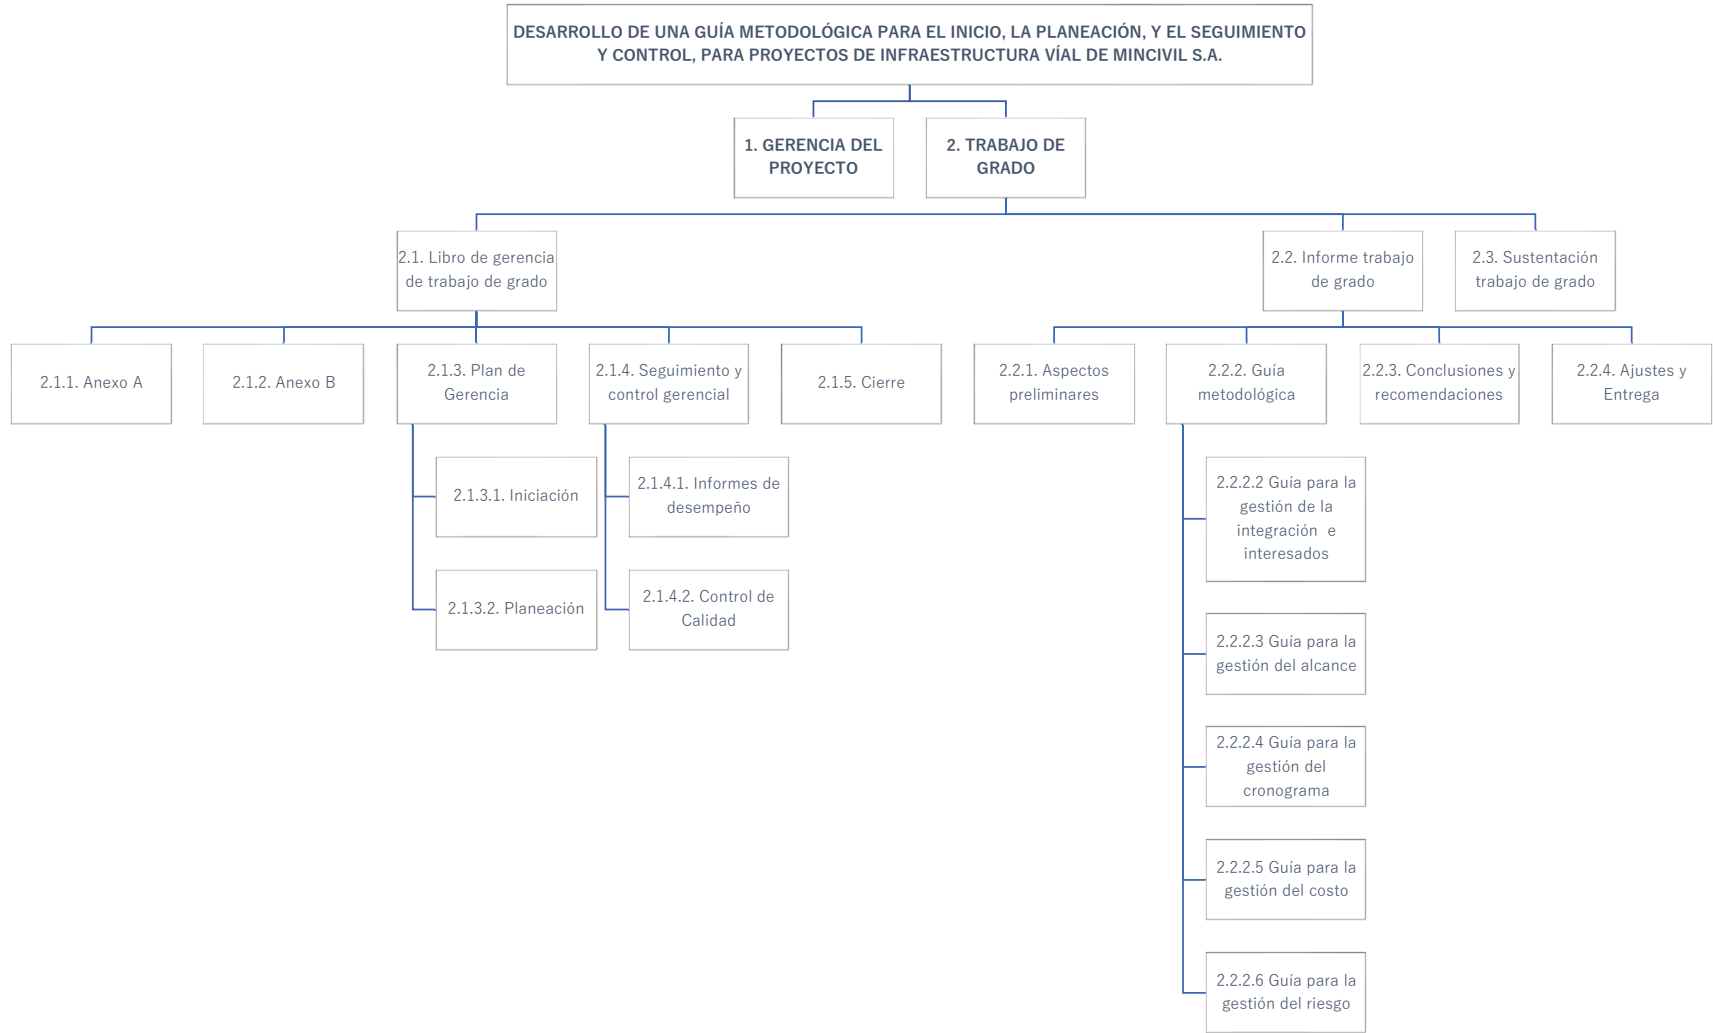 DESARROLLO DE UNA GUÍA METODOLÓGICA PARA EL INICIO, LA PLANEACIÓN, Y EL SEGUIMIENTO
Y CONTROL, PARA PROYECTOS DE INFRAESTRUCTURA VÍAL DE MINCIVIL S.A.
1. GERENCIA DEL
PROYECTO
2. TRABAJO DE
GRADO
2.1. Libro de gerencia
de trabajo de grado
2.2. Informe trabajo
de grado
2.3. Sustentación
trabajo de grado
2.1.1. Anexo A
2.1.2. Anexo B
2.1.3. Plan de
Gerencia
2.1.4. Seguimiento y
control gerencial
2.1.5. Cierre
2.2.1. Aspectos
preliminares
2.2.2. Guía
metodológica
2.2.3. Conclusiones y
recomendaciones
2.2.4. Ajustes y
Entrega
2.1.3.1. Iniciación
2.1.3.2. Planeación
2.1.4.1. Informes de
desempeño
2.1.4.2. Control de
Calidad
2.2.2.2 Guía para la
gestión de la
integración e
interesados
2.2.2.3 Guía para la
gestión del alcance
2.2.2.4 Guía para la
gestión del
cronograma
2.2.2.5 Guía para la
gestión del costo
2.2.2.6 Guía para la
gestión del riesgo